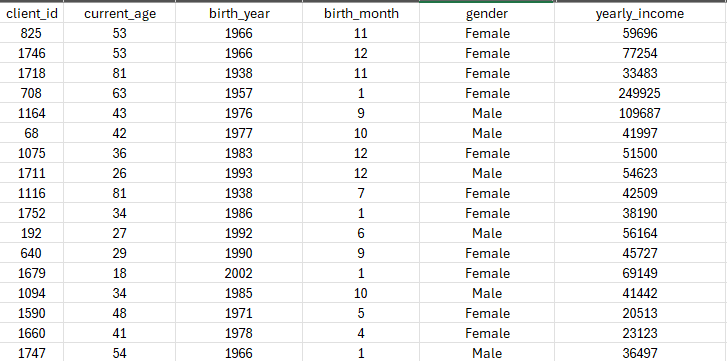 client_id current_age birth_year birth_month gender yearly_income
825 53 1966 11 Female 59696
1746 53 1966 12 Female 77254
1718 81 1938 11 Female 33483
708 63 1957 1 Female 249925
1164 43 1976 9 Male 109687
68 42 1977 10 Male 41997
1075 36 1983 12 Female 51500
1711 26 1993 12 Male 54623
1116 81 1938 7 Female 42509
1752 34 1986 1 Female 38190
192 27 1992 6 Male 56164
640 29 1990 9 Female 45727
1679 18 2002 1 Female 69149
1094 34 1985 10 Male 41442
1590 48 1971 5 Female 20513
1660 41 1978 4 Female 23123
1747 54 1966 1 Male 36497